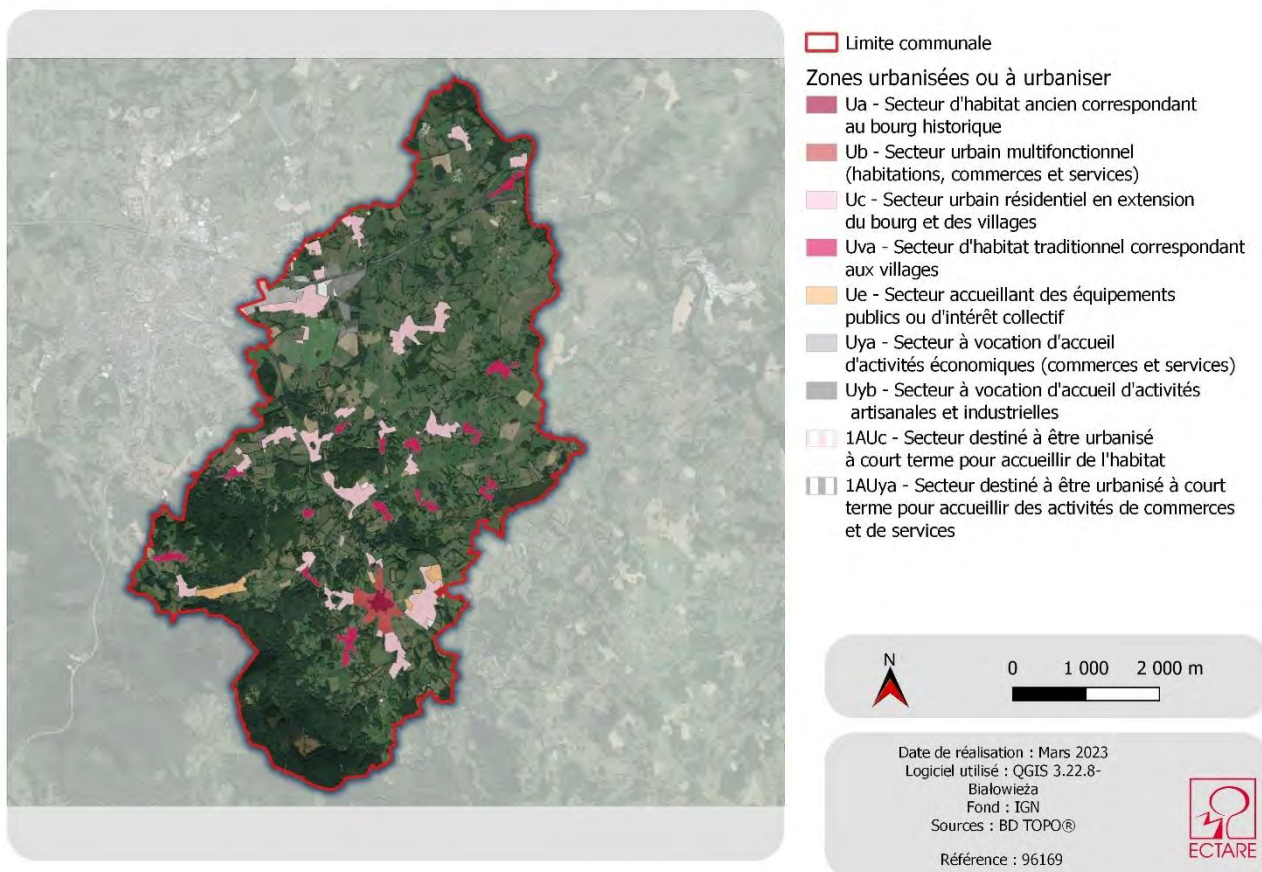 Limite communale
Zones urbanisées ou à urbaniser
Ua - Secteur d'habitat ancien correspondant
au bourg historique
Ub - Secteur urbain multifonctionnel
(habitations, commerces et services)
Uc - Secteur urbain résidentiel en extension
du bourg et des villages
Uva - Secteur d'habitat traditionnel correspondant
aux villages
Ue - Secteur accueillant des équipements
publics ou d'intérêt collectif
Uya - Secteur à vocation d'accueil
d'activités économiques (commerces et services)
Uyb - Secteur à vocation d'accueil d'activités
artisanales et industrielles
1AUc - Secteur destiné à être urbanisé
à court terme pour accueillir de l'habitat
1AUya - Secteur destiné à être urbanisé à court
terme pour accueillir des activités de commerces
et de services
N
0 1 000 2 000 m
Date de réalisation : Mars 2023
Logiciel utilisé : QGIS 3.22.8-
Białowieża
Fond : IGN
Sources : BD TOPO®
Référence : 96169
ECTARE